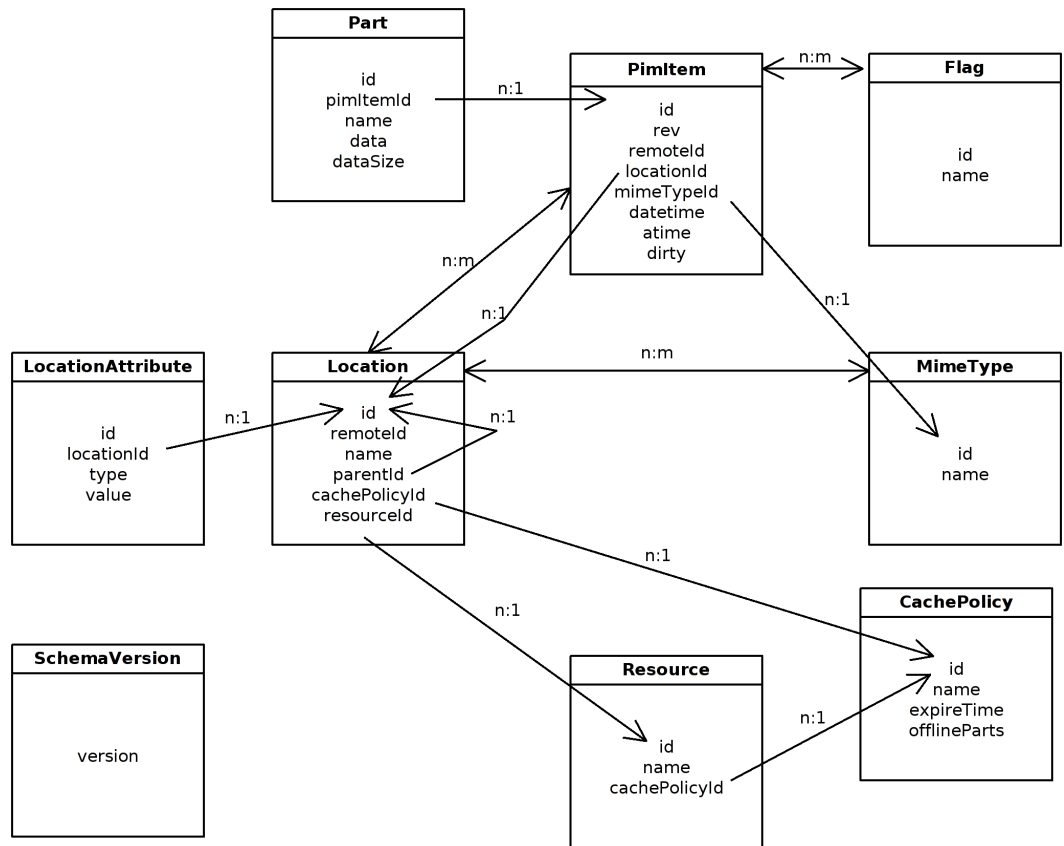 Part
id
pimItemId
name
data
dataSize
n:1
PimItem
id
rev
remoteId
locationId
mimeTypeId
datetime
atime
dirty
n:m
Flag
id
name
n:m
n:1
n:1
LocationAttribute
id
locationId
type
value
n:1
Location
id
remoteId
name
parentId
cachePolicyId
resourceId
n:1
n:m
MimeType
id
name
n:1
n:1
SchemaVersion
version
Resource
id
name
cachePolicyId
n:1
CachePolicy
id
name
expireTime
offlineParts